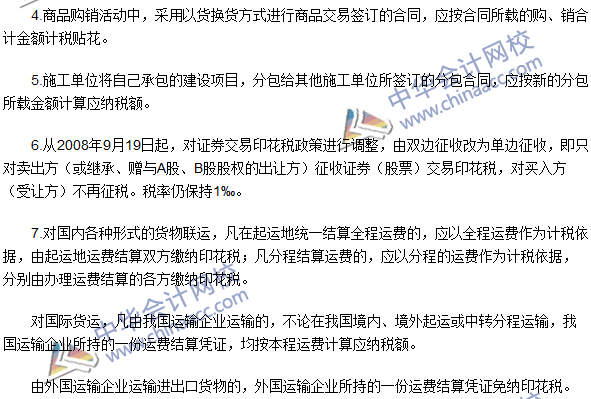 4.商品购销活动中，采用以货换货方式进行商品交易签订的合同，应按合同所载的购、销合
计金额计税贴花。
5.施工单位将自己承包的建设项目，分包给其他施工单位所签订的分包合同，应按新的分包
所载金额计算应纳税额。
6.从2008年9月19日起，对证券交易印花税政策进行调整，由双边征收改为单边征收，即只
对卖出方（或继承、赠与A股、B股股权的出让方）征收证券（股票）交易印花税，对买入方
（受让方）不再征税。税率仍保持1‰。
7.对国内各种形式的货物联运，凡在起运地统一结算全程运费的，应以全程运费作为计税依
据，由起运地运费结算双方缴纳印花税；凡分程结算运费的，应以分程的运费作为计税依据，
分别由办理运费结算的各方缴纳印花税。
对国际货运，凡由我国运输企业运输的，不论在我国境内、境外起运或中转分程运输，我
国运输企业所持的一份运费结算凭证，均按本程运费计算应纳税额。
由外国运输企业运输进出口货物的，外国运输企业所持的一份运费结算凭证免纳印花税。
中华会计网校
www.chinaacc.com
中华会计网校
www.chinaacc.com